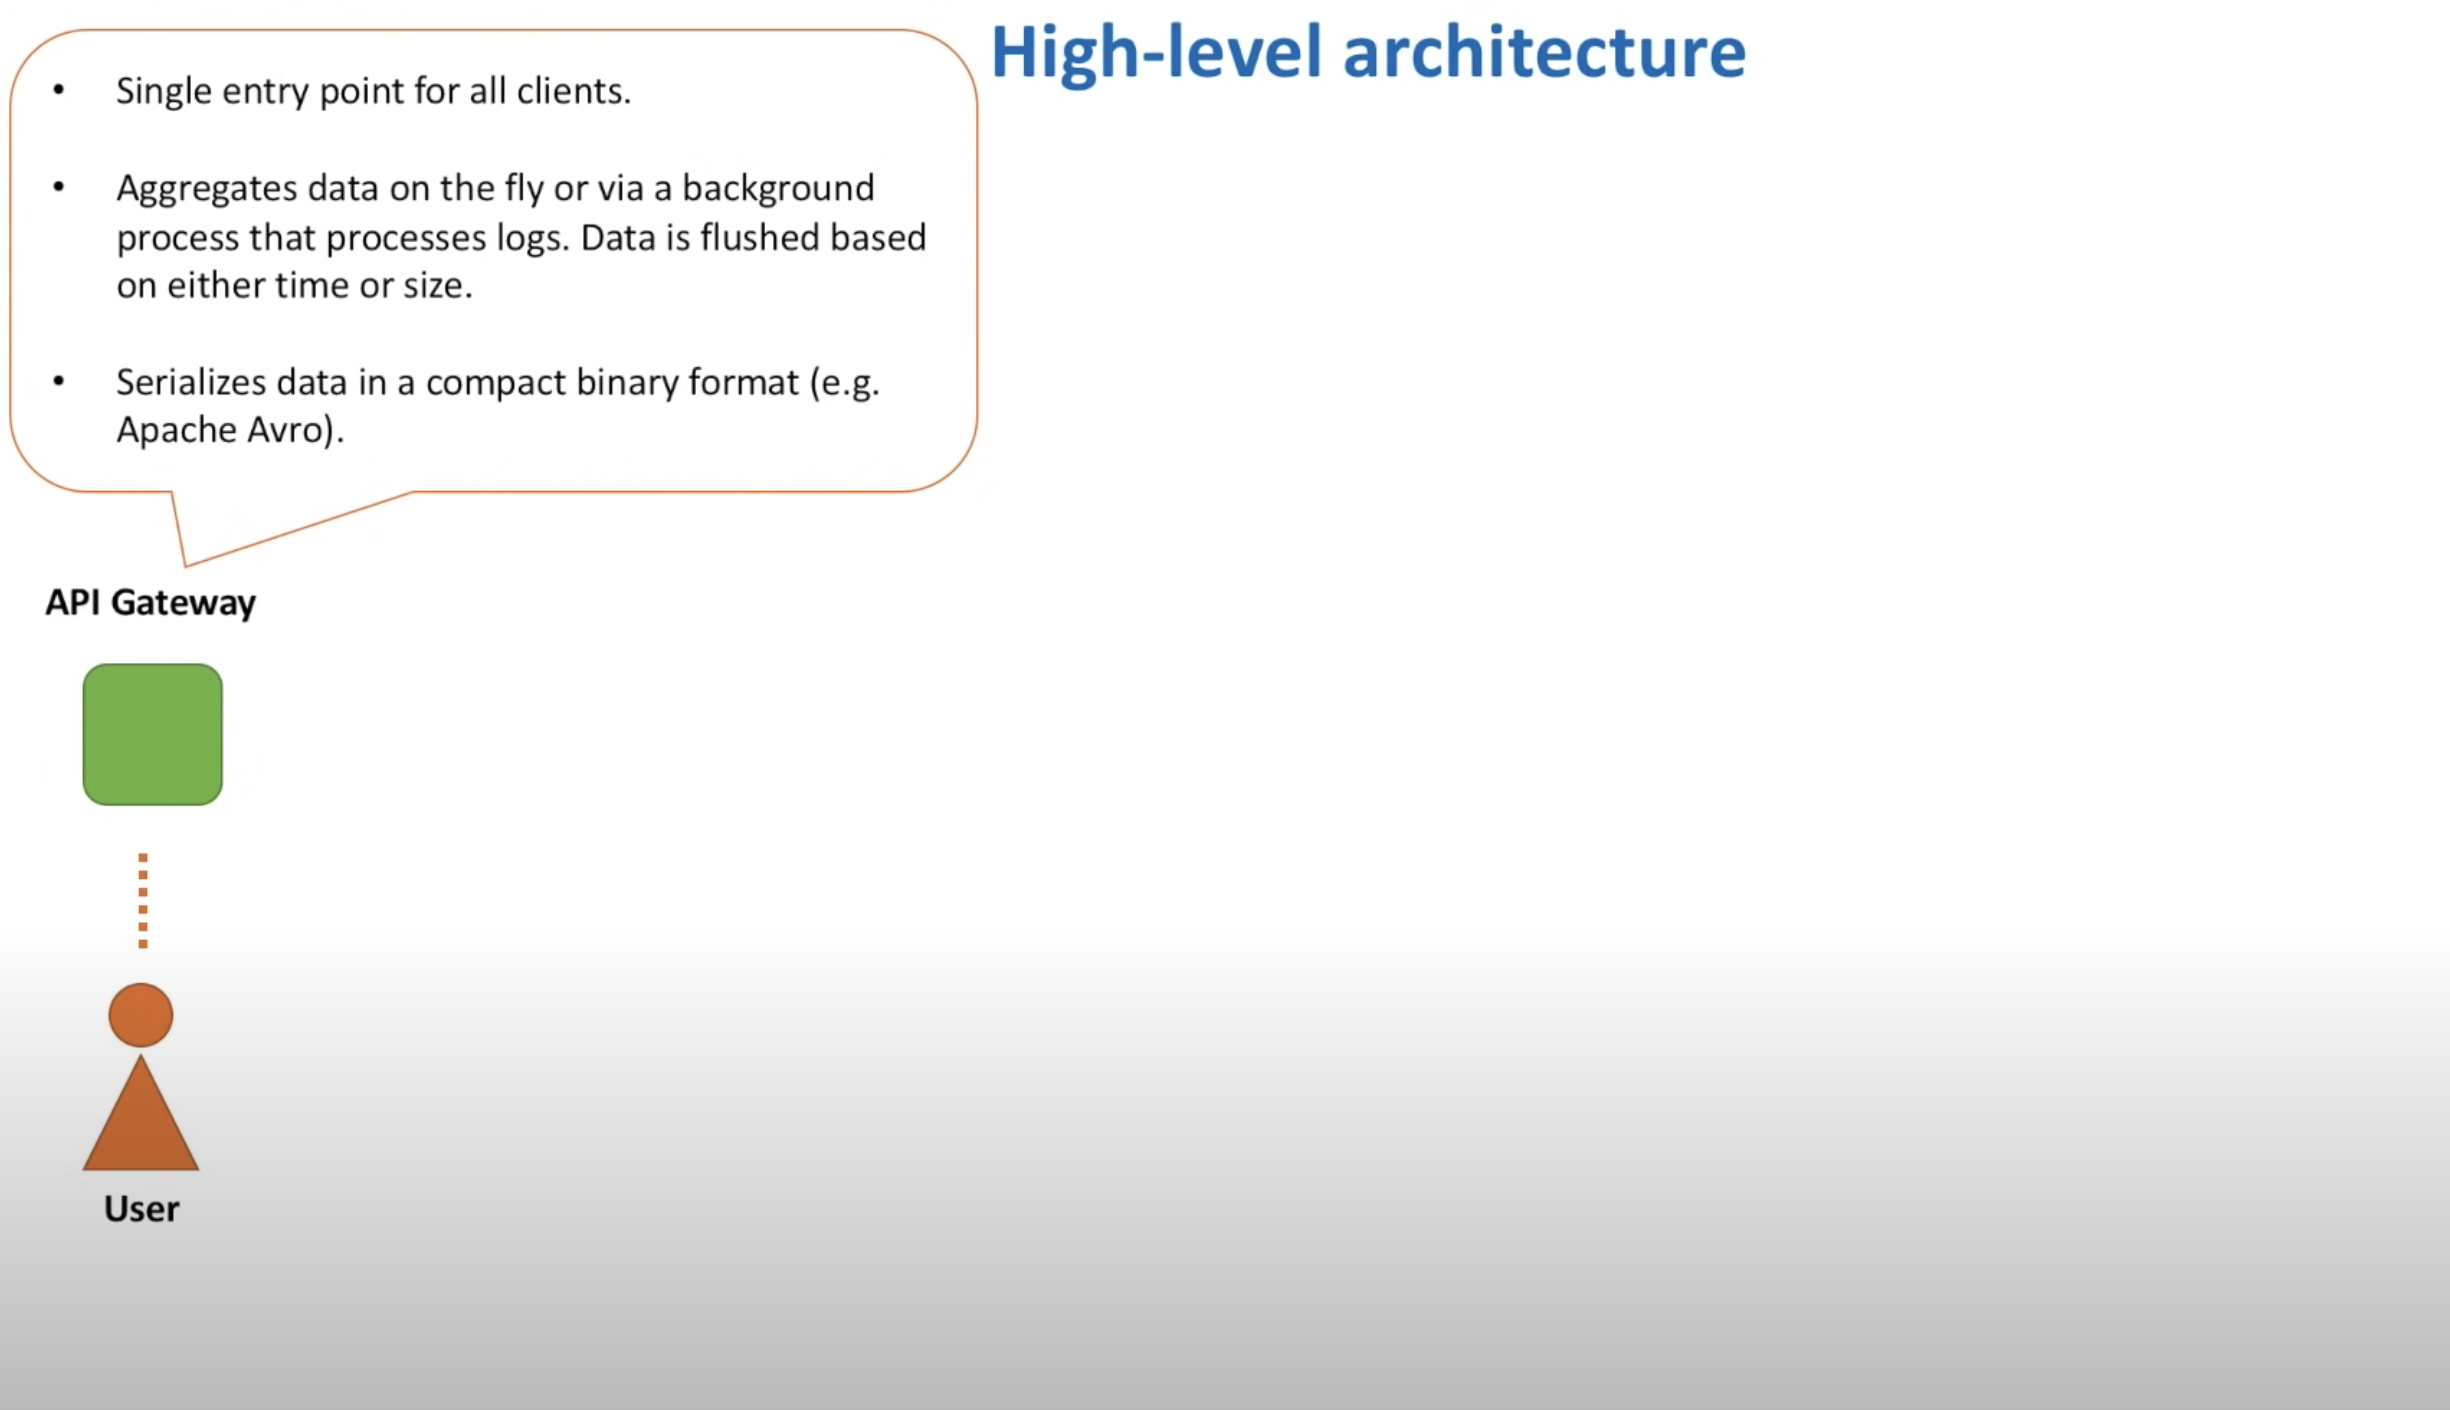 High-level architecture
• Single entry point for all clients.
• Aggregates data on the fly or via a background
process that processes logs. Data is flushed based
on either time or size.
• Serializes data in a compact binary format (e.g.
Apache Avro).
API Gateway
User